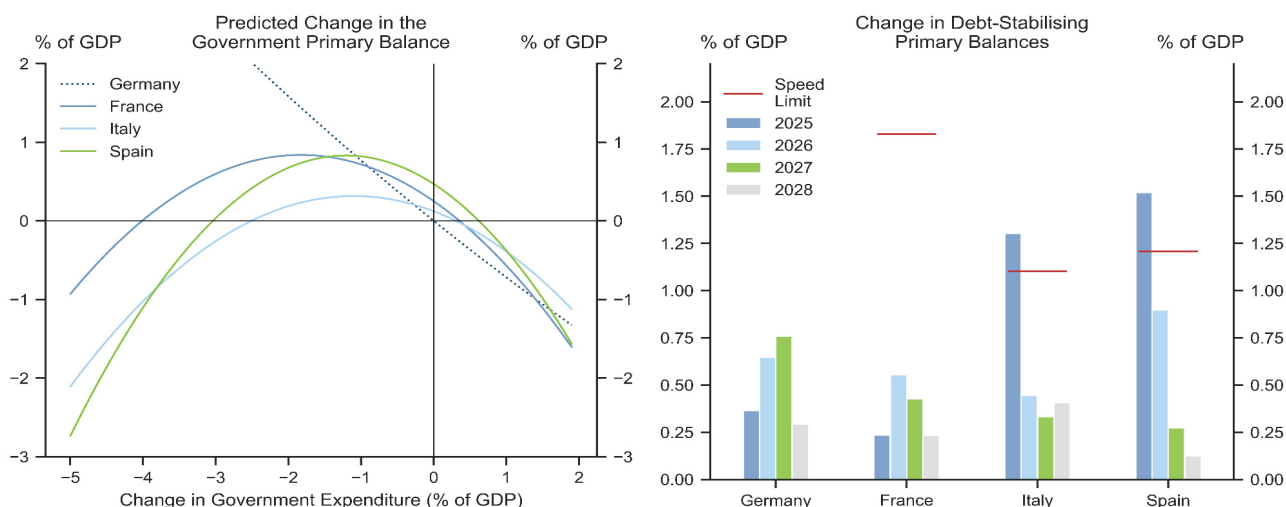 Predicted Change in the
Government Primary Balance
% of GDP
% of GDP
2
1
0
−1
−2
−3
2
1
0
−1
−2
−3
Germany
France
Italy
Spain
−5 −4 −3 −2 −1 0 1 2
Change in Government Expenditure (% of GDP)
Change in Debt-Stabilising
Primary Balances
% of GDP
% of GDP
2.00
1.75
1.50
1.25
1.00
0.75
0.50
0.25
0.00
Speed
Limit
2025
2026
2027
2028
2.00
1.75
1.50
1.25
1.00
0.75
0.50
0.25
0.00
Germany France Italy Spain